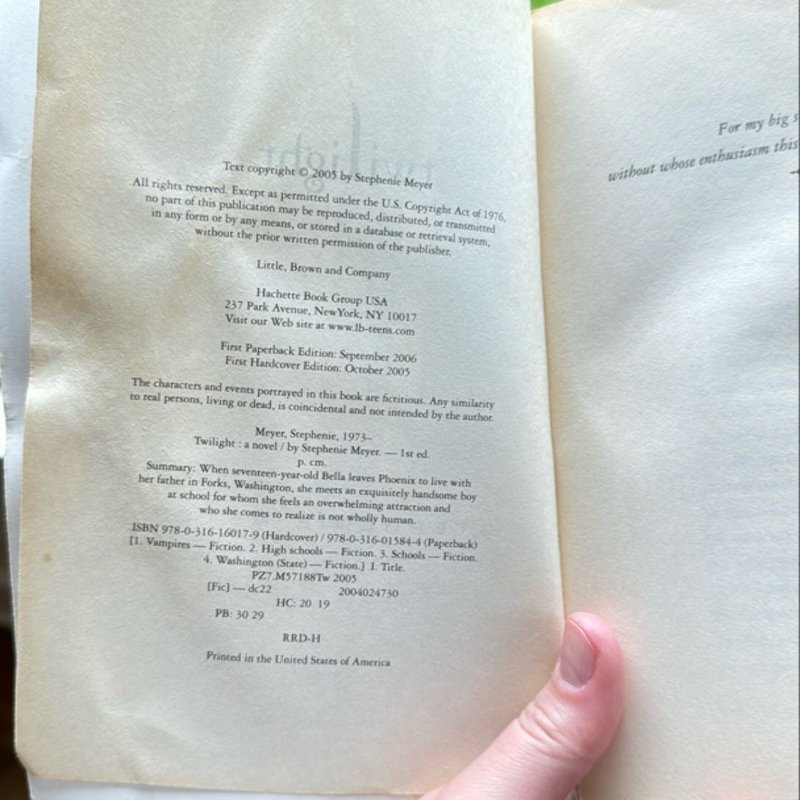 Text copyright © 2005 by Stephenie Meyer
All rights reserved. Except as permitted under the U.S. Copyright Act of 1976,
no part of this publication may be reproduced, distributed, or transmitted
in any form or by any means, or stored in a database or retrieval system,
without the prior written permission of the publisher.
Little, Brown and Company
Hachette Book Group USA
237 Park Avenue, New York, NY 10017
Visit our Web site at www.lb-teens.com
First Paperback Edition: September 2006
First Hardcover Edition: October 2005
The characters and events portrayed in this book are fictitious. Any similarity
to real persons, living or dead, is coincidental and not intended by the author.
Meyer, Stephenie, 1973–
Twilight : a novel / by Stephenie Meyer. — 1st ed.
p. cm.
Summary: When seventeen-year-old Bella leaves Phoenix to live with
her father in Forks, Washington, she meets an exquisitely handsome boy
at school for whom she feels an overwhelming attraction and
who she comes to realize is not wholly human.
ISBN 978-0-316-16017-9 (Hardcover) / 978-0-316-01584-4 (Paperback)
[1. Vampires — Fiction. 2. High schools — Fiction. 3. Schools — Fiction.
4. Washington (State) — Fiction.] I. Title.
PZ7.M57188Tw 2005
[Fic] — dc22 2004024730
HC: 20 19
PB: 30 29
RRD-H
Printed in the United States of America
For my big s
without whose enthusiasm this